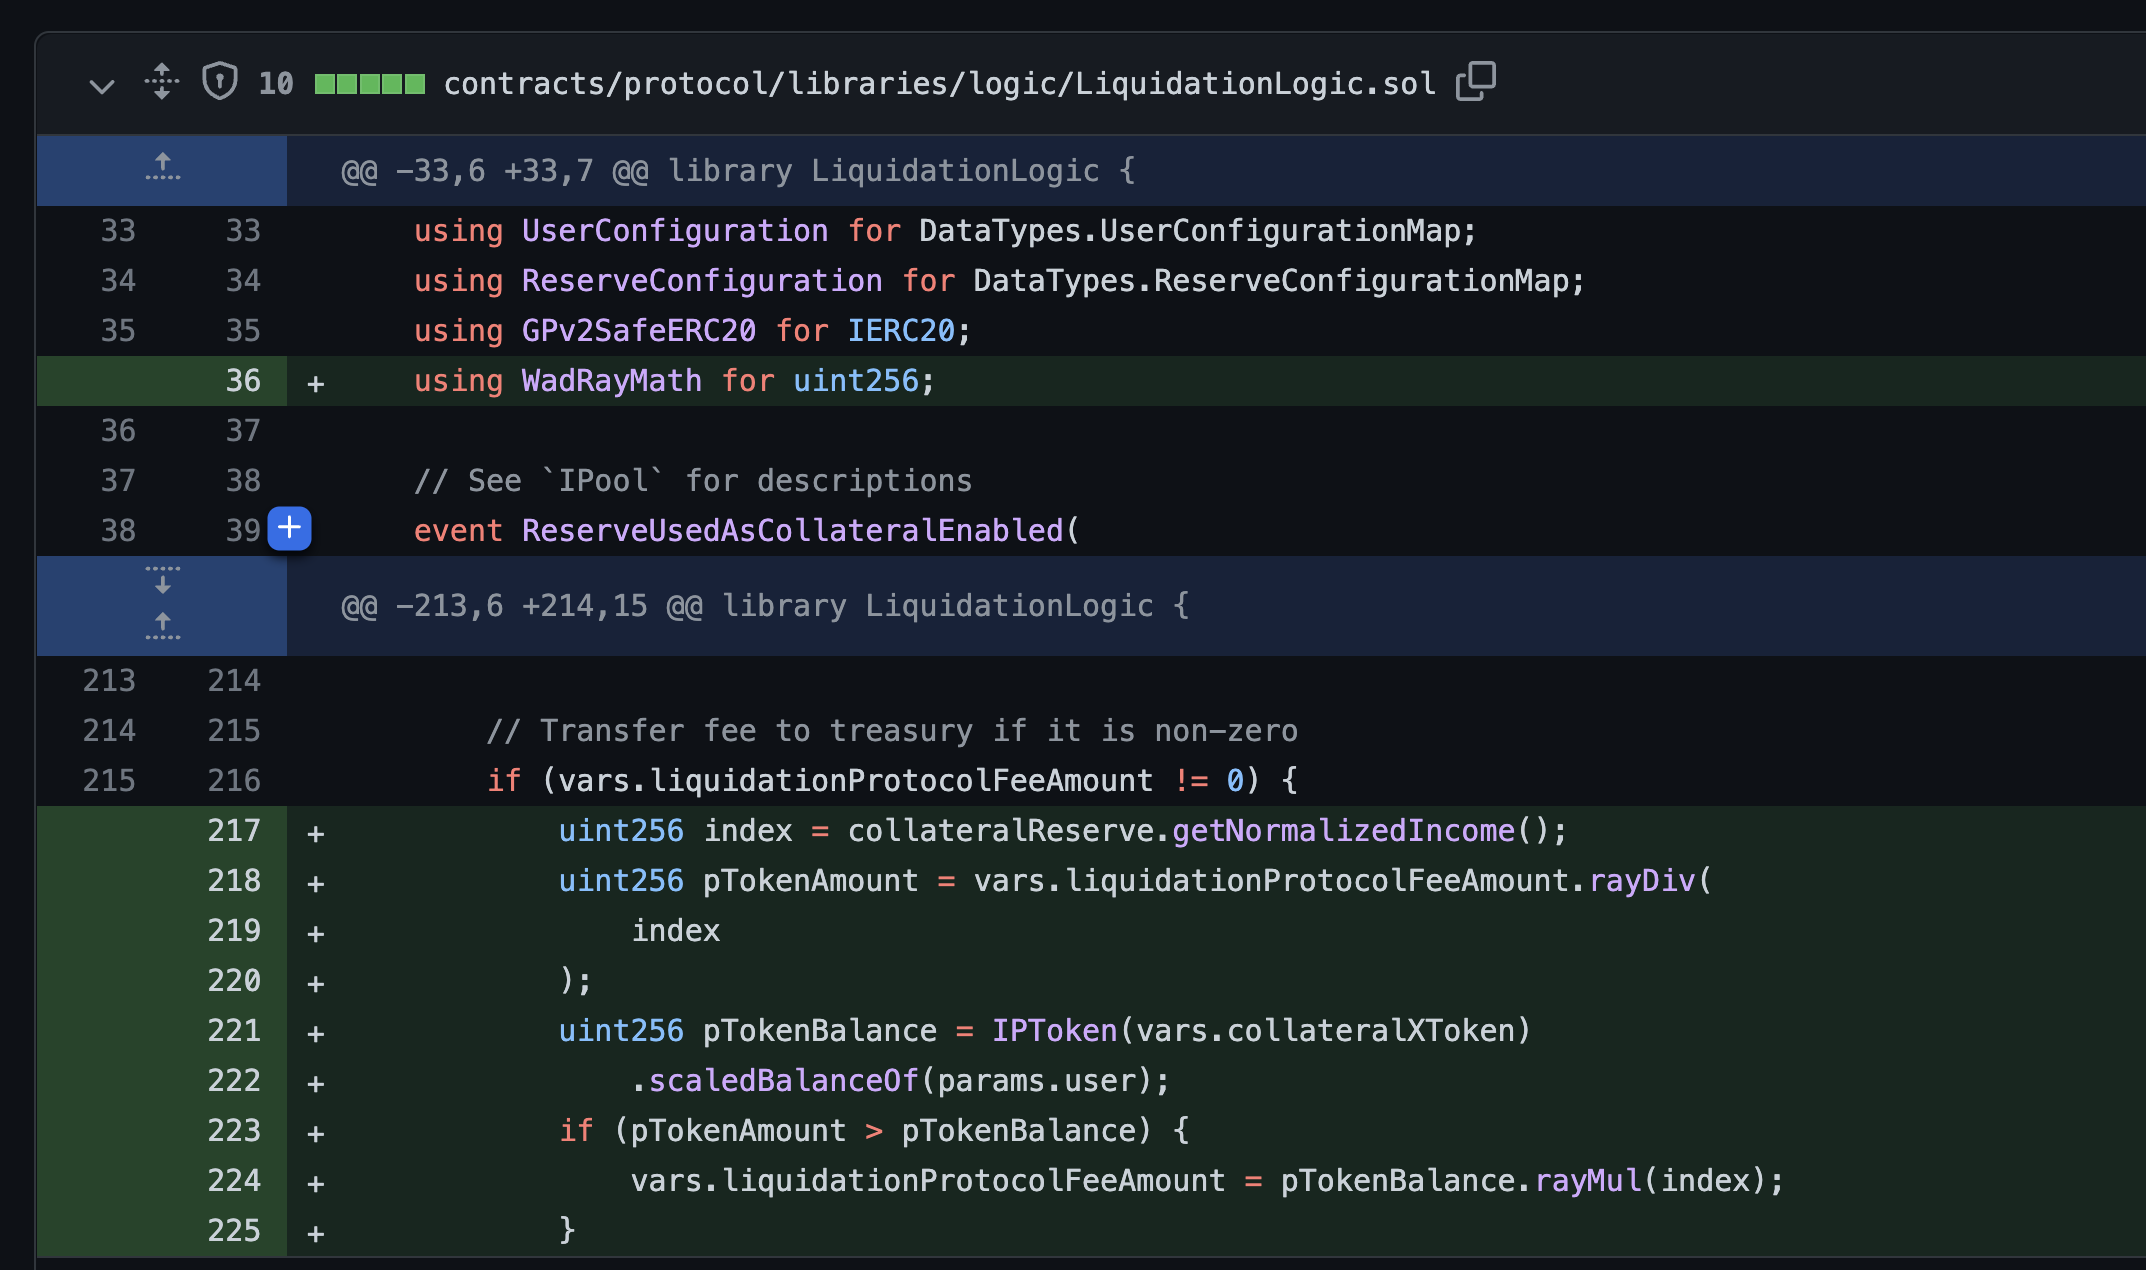 10 contracts/protocol/libraries/logic/LiquidationLogic.sol
@@ -33,6 +33,7 @@ library LiquidationLogic {
33 33 using UserConfiguration for DataTypes.UserConfigurationMap;
34 34 using ReserveConfiguration for DataTypes.ReserveConfigurationMap;
35 35 using GPv2SafeERC20 for IERC20;
36 + using WadRayMath for uint256;
36 37
37 38 // See `IPool` for descriptions
38 39 + event ReserveUsedAsCollateralEnabled(
@@ -213,6 +214,15 @@ library LiquidationLogic {
213 214
214 215 // Transfer fee to treasury if it is non-zero
215 216 if (vars.liquidationProtocolFeeAmount != 0) {
217 + uint256 index = collateralReserve.getNormalizedIncome();
218 + uint256 pTokenAmount = vars.liquidationProtocolFeeAmount.rayDiv(
219 + index
220 + );
221 + uint256 pTokenBalance = IPToken(vars.collateralXToken)
222 + .scaledBalanceOf(params.user);
223 + if (pTokenAmount > pTokenBalance) {
224 + vars.liquidationProtocolFeeAmount = pTokenBalance.rayMul(index);
225 + }